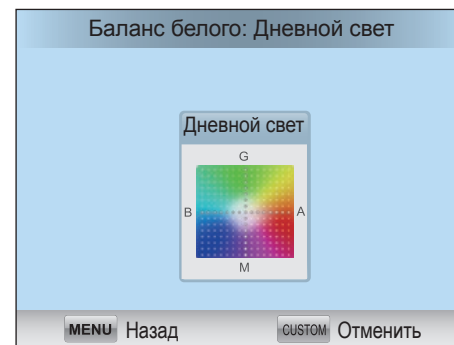 Баланс белого: Дневной свет
Дневной свет
G
B A
M
MENU Назад CUSTOM Отменить